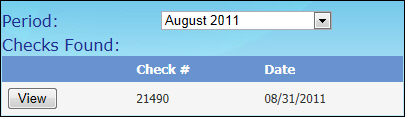 Period: August 2011
Checks Found:
Check # Date
View 21490 08/31/2011